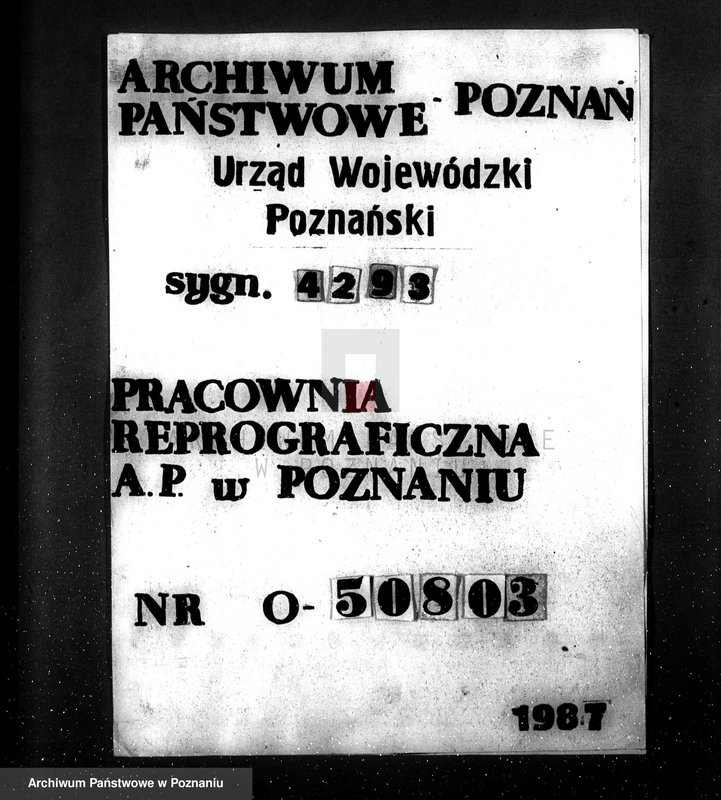 ARCHIWUM
PAŃSTWOWE - POZNAŃ
Urząd Wojewódzki
Poznański
sygn. 4293
PRACOWNIA
REPROGRAFICZNA
A.P. w POZNANIU
NR O-50803
1987
Archiwum Państwowe w Poznaniu